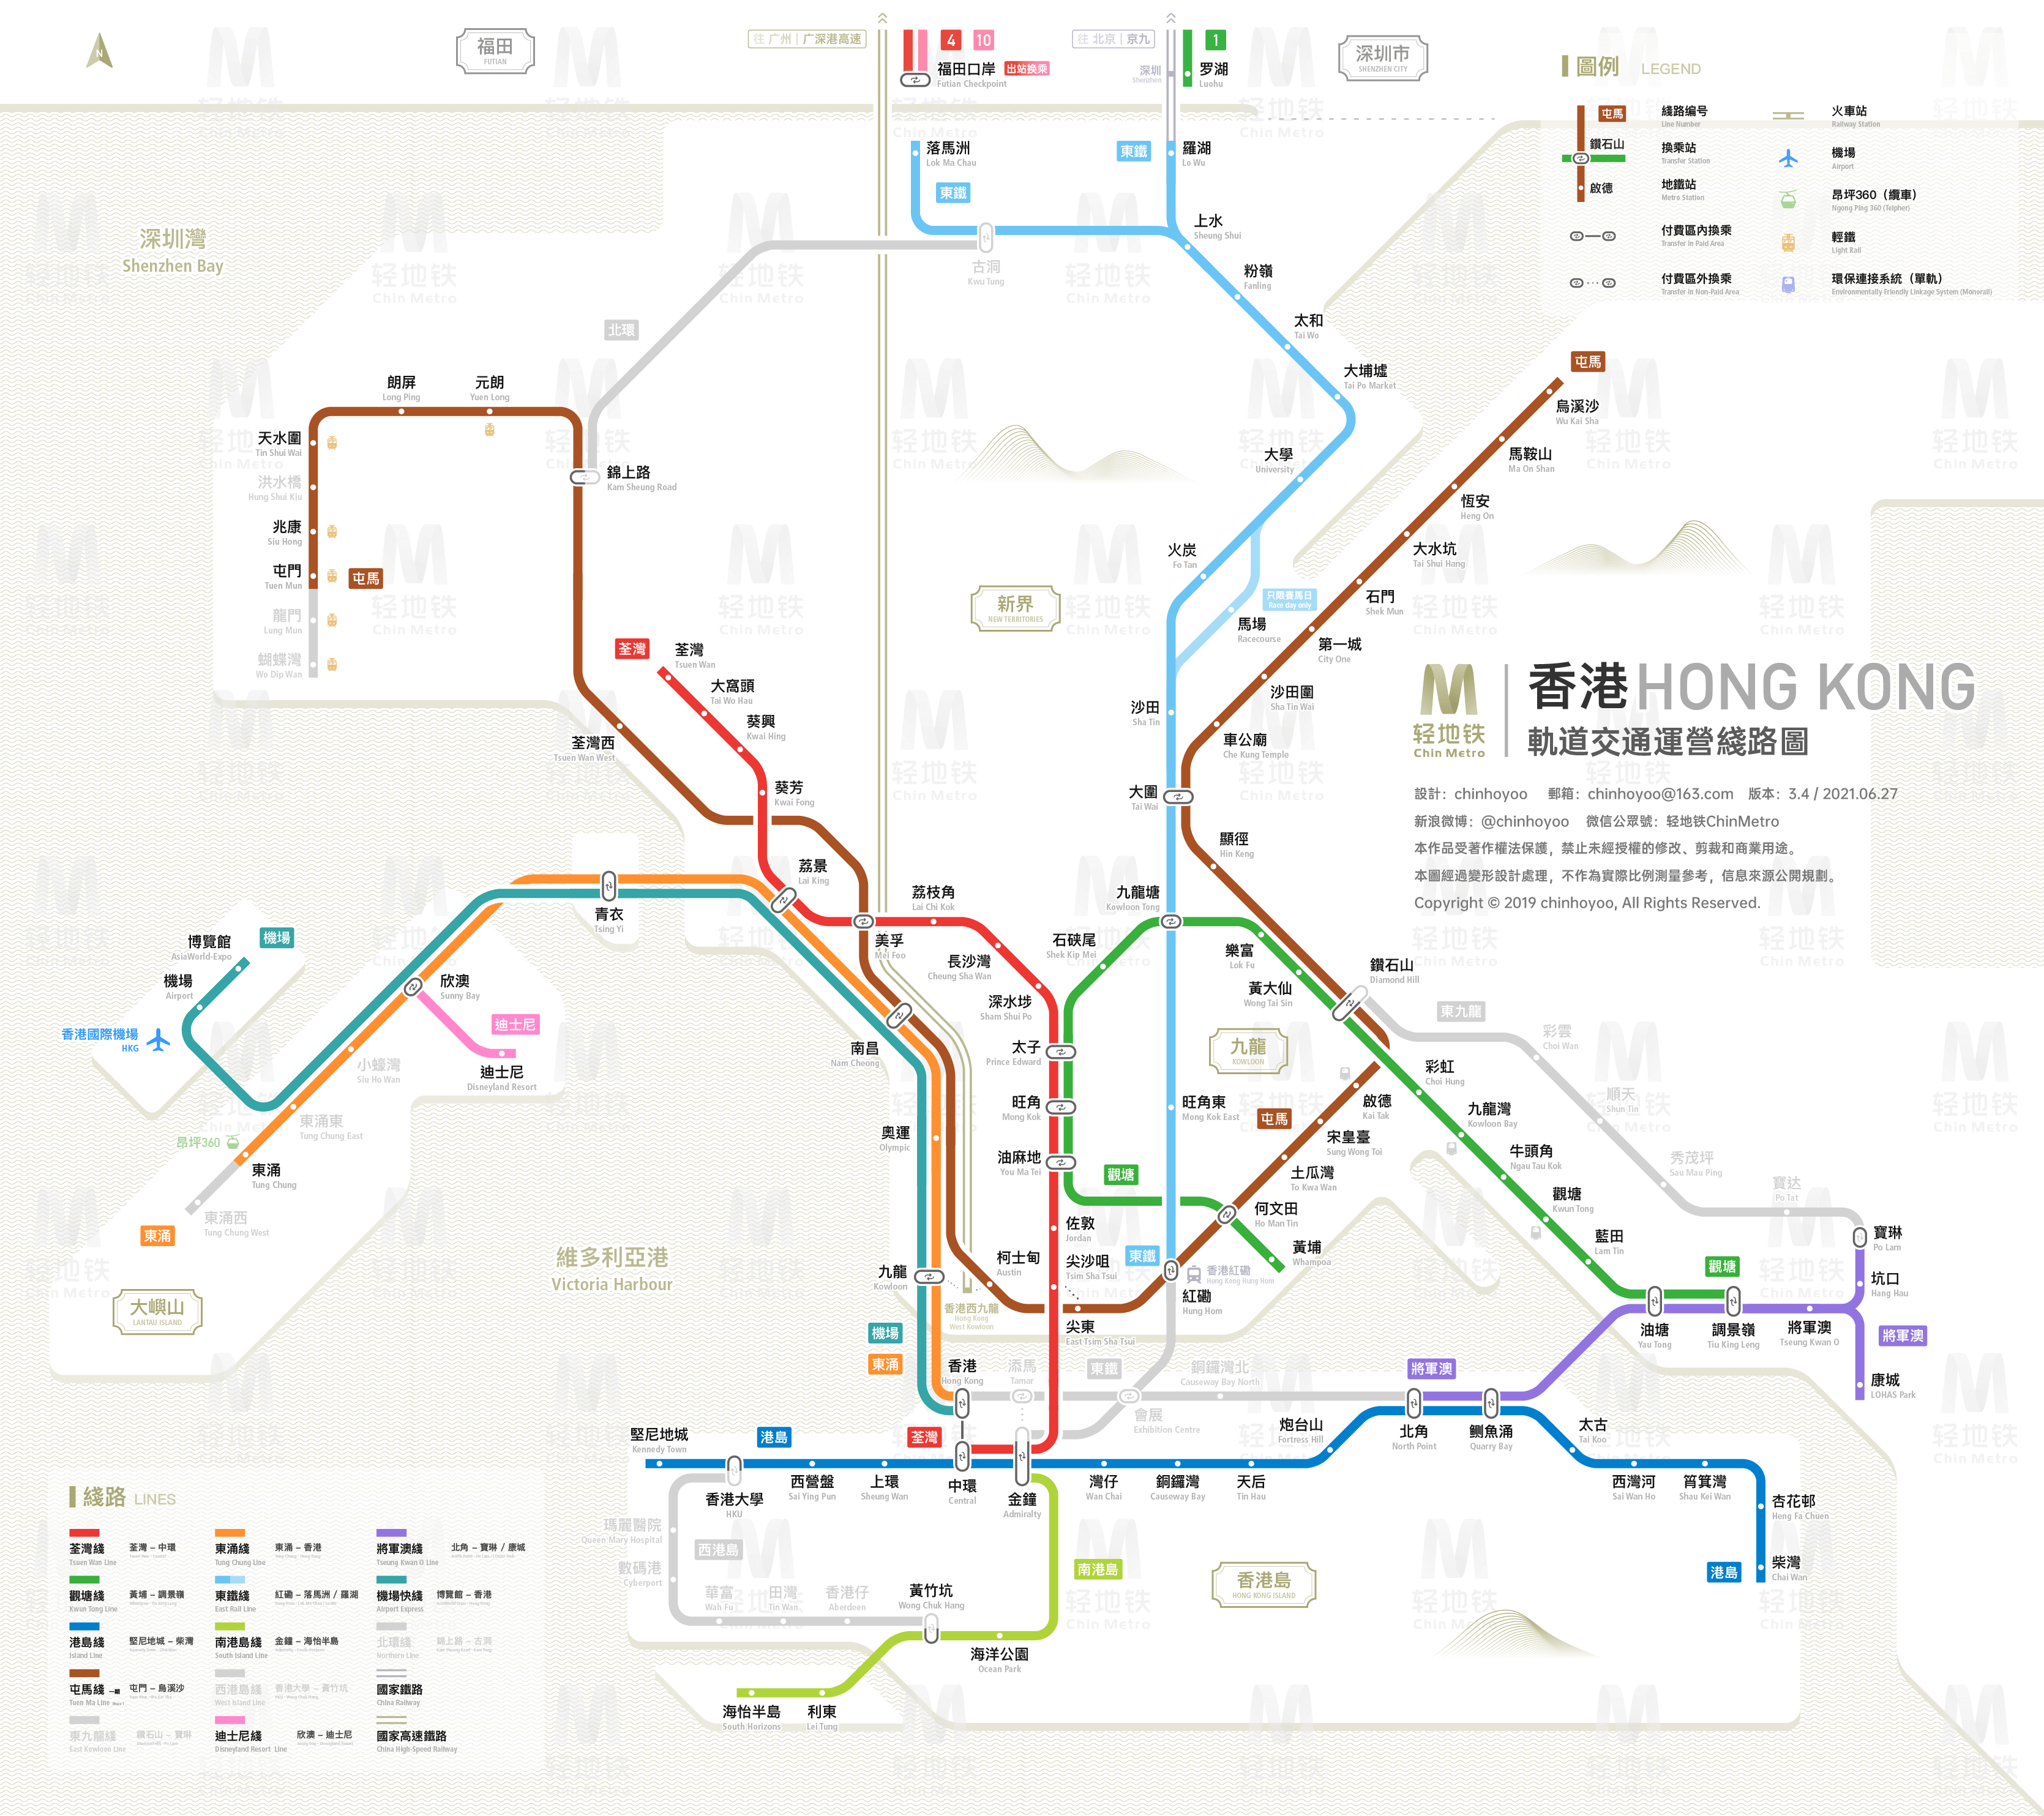 N
福田
FUTIAN
往 广州 | 广深港高速
4
10
福田口岸
出站换乘
Futian Checkpoint
往 北京 | 京九
深圳
Shenzhen
1
罗湖
Luohu
深圳市
SHENZHEN CITY
圖例 LEGEND
屯馬
鑽石山
啟德
綫路编号
Line Number
換乘站
Transfer Station
地鐵站
Metro Station
付費區內換乘
Transfer in Paid Area
付費區外換乘
Transfer in Non-Paid Area
火車站
Railway Station
機場
Airport
昂坪360（纜車）
Ngong Ping 360 (Telpher)
輕鐵
Light Rail
環保連接系統（單軌）
Environmentally Friendly Linkage System (Monorail)
深圳灣
Shenzhen Bay
落馬洲
Lok Ma Chau
東鐵
東鐵
羅湖
Lo Wu
上水
Sheung Shui
古洞
Kwu Tung
粉嶺
Fanling
太和
Tai Wo
大埔墟
Tai Po Market
北環
屯馬
烏溪沙
Wu Kai Sha
朗屏
Long Ping
元朗
Yuen Long
天水圍
Tin Shui Wai
洪水橋
Hung Shui Kiu
兆康
Siu Hong
屯門
Tuen Mun
屯馬
龍門
Lung Mun
蝴蝶灣
Wo Dip Wan
錦上路
Kam Sheung Road
大學
University
馬鞍山
Ma On Shan
恆安
Heng On
大水坑
Tai Shui Hang
火炭
Fo Tan
只限賽馬日
Race day only
馬場
Racecourse
石門
Shek Mun
第一城
City One
新界
NEW TERRITORIES
荃灣
荃灣
Tsuen Wan
大窩頭
Tai Wo Hau
葵興
Kwai Hing
荃灣西
Tsuen Wan West
葵芳
Kwai Fong
沙田
Sha Tin
沙田圍
Sha Tin Wai
車公廟
Che Kung Temple
大圍
Tai Wai
顯徑
Hin Keng
轻地铁
Chin Metro
香港 HONG KONG
軌道交通運營綫路圖
設計：chinhoyoo 郵箱：chinhoyoo@163.com 版本：3.4 / 2021.06.27
新浪微博：@chinhoyoo 微信公眾號：轻地铁ChinMetro
本作品受著作權法保護，禁止未經授權的修改、剪裁和商業用途。
本圖經過變形設計處理，不作為實際比例測量參考，信息來源公開規劃。
Copyright © 2019 chinhoyoo, All Rights Reserved.
荔景
Lai King
荔枝角
Lai Chi Kok
九龍塘
Kowloon Tong
青衣
Tsing Yi
美孚
Mei Foo
長沙灣
Cheung Sha Wan
石硤尾
Shek Kip Mei
樂富
Lok Fu
黃大仙
Wong Tai Sin
鑽石山
Diamond Hill
博覽館
AsiaWorld-Expo
機場
機場
Airport
香港國際機場
HKG
欣澳
Sunny Bay
迪士尼
迪士尼
Disneyland Resort
小蠔灣
Siu Ho Wan
深水埗
Sham Shui Po
東九龍
彩雲
Choi Wan
南昌
Nam Cheong
太子
Prince Edward
九龍
KOWLOON
彩虹
Choi Hung
順天
Shun Tin
東涌東
Tung Chung East
昂坪360
東涌
Tung Chung
東涌西
Tung Chung West
東涌
奧運
Olympic
旺角
Mong Kok
旺角東
Mong Kok East
屯馬
啟德
Kai Tak
九龍灣
Kowloon Bay
宋皇臺
Sung Wong Toi
牛頭角
Ngau Tau Kok
秀茂坪
Sau Mau Ping
油麻地
You Ma Tei
觀塘
土瓜灣
To Kwa Wan
觀塘
Kwun Tong
寶达
Po Tat
佐敦
Jordan
何文田
Ho Man Tin
藍田
Lam Tin
寶琳
Po Lam
維多利亞港
Victoria Harbour
九龍
Kowloon
柯士甸
Austin
尖沙咀
Tsim Sha Tsui
東鐵
香港紅磡
Hong Kong Hung Hom
黃埔
Whampoa
觀塘
坑口
Hang Hau
大嶼山
LANTAU ISLAND
香港西九龍
Hong Kong
West Kowloon
尖東
East Tsim Sha Tsui
紅磡
Hung Hom
油塘
Yau Tong
調景嶺
Tiu King Leng
將軍澳
Tseung Kwan O
將軍澳
機場
東涌
香港
Hong Kong
添馬
Tamar
東鐵
銅鑼灣北
Causeway Bay North
將軍澳
康城
LOHAS Park
會展
Exhibition Centre
堅尼地城
Kennedy Town
港島
荃灣
炮台山
Fortress Hill
北角
North Point
鰂魚涌
Quarry Bay
太古
Tai Koo
香港大學
HKU
西營盤
Sai Ying Pun
上環
Sheung Wan
中環
Central
金鐘
Admiralty
灣仔
Wan Chai
銅鑼灣
Causeway Bay
天后
Tin Hau
西灣河
Sai Wan Ho
筲箕灣
Shau Kei Wan
杏花邨
Heng Fa Chuen
瑪麗醫院
Queen Mary Hospital
西港島
數碼港
Cyberport
華富
Wah Fu
田灣
Tin Wan
香港仔
Aberdeen
黃竹坑
Wong Chuk Hang
南港島
香港島
HONG KONG ISLAND
港島
柴灣
Chai Wan
海洋公園
Ocean Park
海怡半島
South Horizons
利東
Lei Tung
綫路 LINES
荃灣綫 荃灣 – 中環
Tsuen Wan Line
東涌綫 東涌 – 香港
Tung Chung Line
將軍澳綫 北角 – 寶琳 / 康城
Tseung Kwan O Line
觀塘綫 黃埔 – 調景嶺
Kwun Tong Line
東鐵綫 紅磡 – 落馬洲 / 羅湖
East Rail Line
機場快綫 博覽館 – 香港
Airport Express
港島綫 堅尼地城 – 柴灣
Island Line
南港島綫 金鐘 – 海怡半島
South Island Line
北環綫 錦上路 – 古洞
Northern Line
屯馬綫 屯門 – 烏溪沙
Tuen Ma Line
西港島綫 香港大學 – 黃竹坑
West Island Line
國家鐵路
China Railway
東九龍綫 鑽石山 – 寶琳
East Kowloon Line
迪士尼綫 欣澳 – 迪士尼
Disneyland Resort Line
國家高速鐵路
China High-Speed Railway